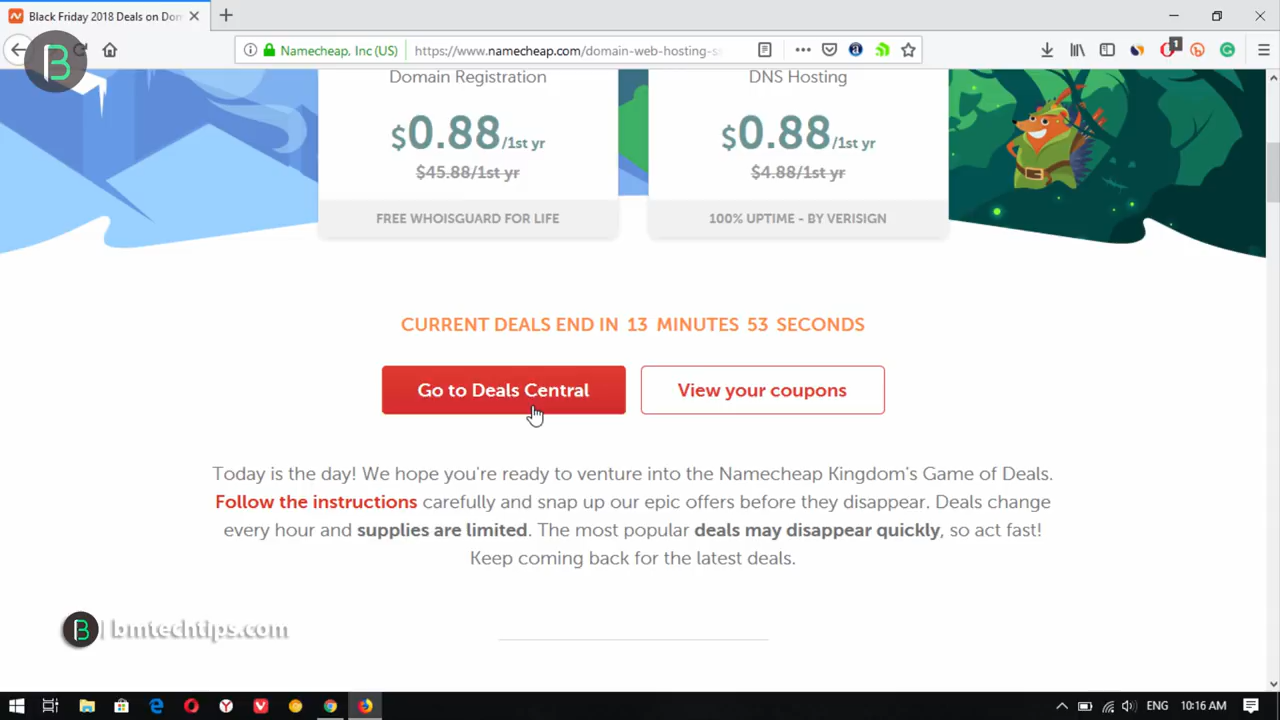 Black Friday 2018 Deals on Dom
Namecheap, Inc (US)
https://www.namecheap.com/domain-web-hosting-s
1
Domain Registration
$0.88/1st yr
$45.88/1st yr
FREE WHOISGUARD FOR LIFE
DNS Hosting
$0.88/1st yr
$4.88/1st yr
100% UPTIME - BY VERISIGN
CURRENT DEALS END IN 13 MINUTES 53 SECONDS
Go to Deals Central
View your coupons
Today is the day! We hope you're ready to venture into the Namecheap Kingdom's Game of Deals.
Follow the instructions carefully and snap up our epic offers before they disappear. Deals change
every hour and supplies are limited. The most popular deals may disappear quickly, so act fast!
Keep coming back for the latest deals.
B| bmtechtips.com
ENG
10:16 AM